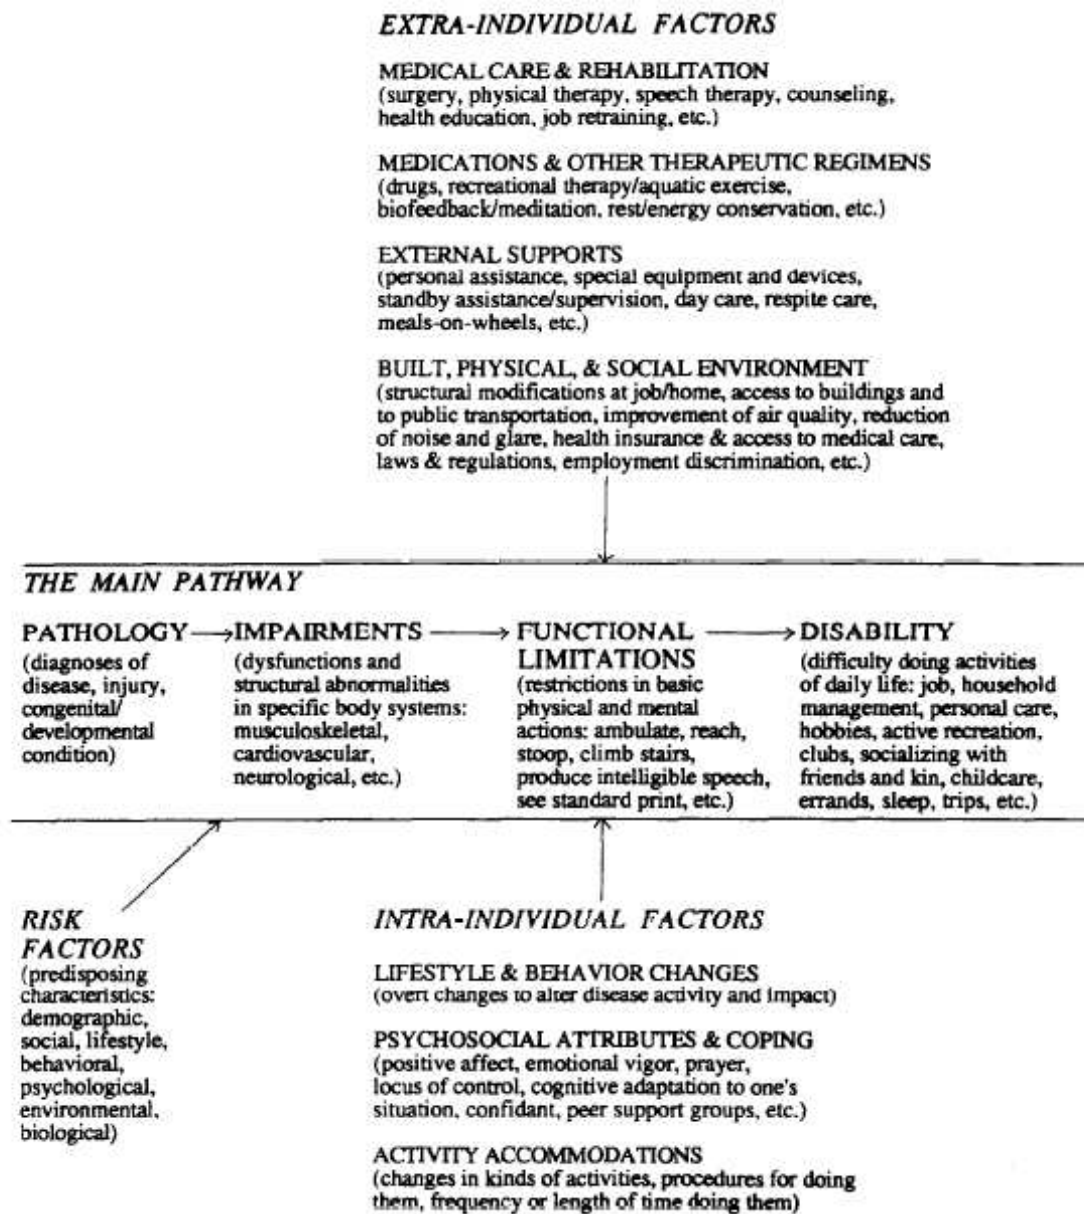 EXTRA-INDIVIDUAL FACTORS
MEDICAL CARE & REHABILITATION
(surgery, physical therapy, speech therapy, counseling,
health education, job retraining, etc.)
MEDICATIONS & OTHER THERAPEUTIC REGIMENS
(drugs, recreational therapy/aquatic exercise,
biofeedback/meditation, rest/energy conservation, etc.)
EXTERNAL SUPPORTS
(personal assistance, special equipment and devices,
standby assistance/supervision, day care, respite care,
meals-on-wheels, etc.)
BUILT, PHYSICAL, & SOCIAL ENVIRONMENT
(structural modifications at job/home, access to buildings and
to public transportation, improvement of air quality, reduction
of noise and glare, health insurance & access to medical care,
laws & regulations, employment discrimination, etc.)
THE MAIN PATHWAY
PATHOLOGY
(diagnoses of
disease, injury,
congenital/
developmental
condition)
IMPAIRMENTS
(dysfunctions and
structural abnormalities
in specific body systems:
musculoskeletal,
cardiovascular,
neurological, etc.)
FUNCTIONAL
LIMITATIONS
(restrictions in basic
physical and mental
actions: ambulate, reach,
stoop, climb stairs,
produce intelligible speech,
see standard print, etc.)
DISABILITY
(difficulty doing activities
of daily life: job, household
management, personal care,
hobbies, active recreation,
clubs, socializing with
friends and kin, childcare,
errands, sleep, trips, etc.)
RISK
FACTORS
(predisposing
characteristics:
demographic,
social, lifestyle,
behavioral,
psychological,
environmental,
biological)
INTRA-INDIVIDUAL FACTORS
LIFESTYLE & BEHAVIOR CHANGES
(overt changes to alter disease activity and impact)
PSYCHOSOCIAL ATTRIBUTES & COPING
(positive affect, emotional vigor, prayer,
locus of control, cognitive adaptation to one's
situation, confidant, peer support groups, etc.)
ACTIVITY ACCOMMODATIONS
(changes in kinds of activities, procedures for doing
them, frequency or length of time doing them)